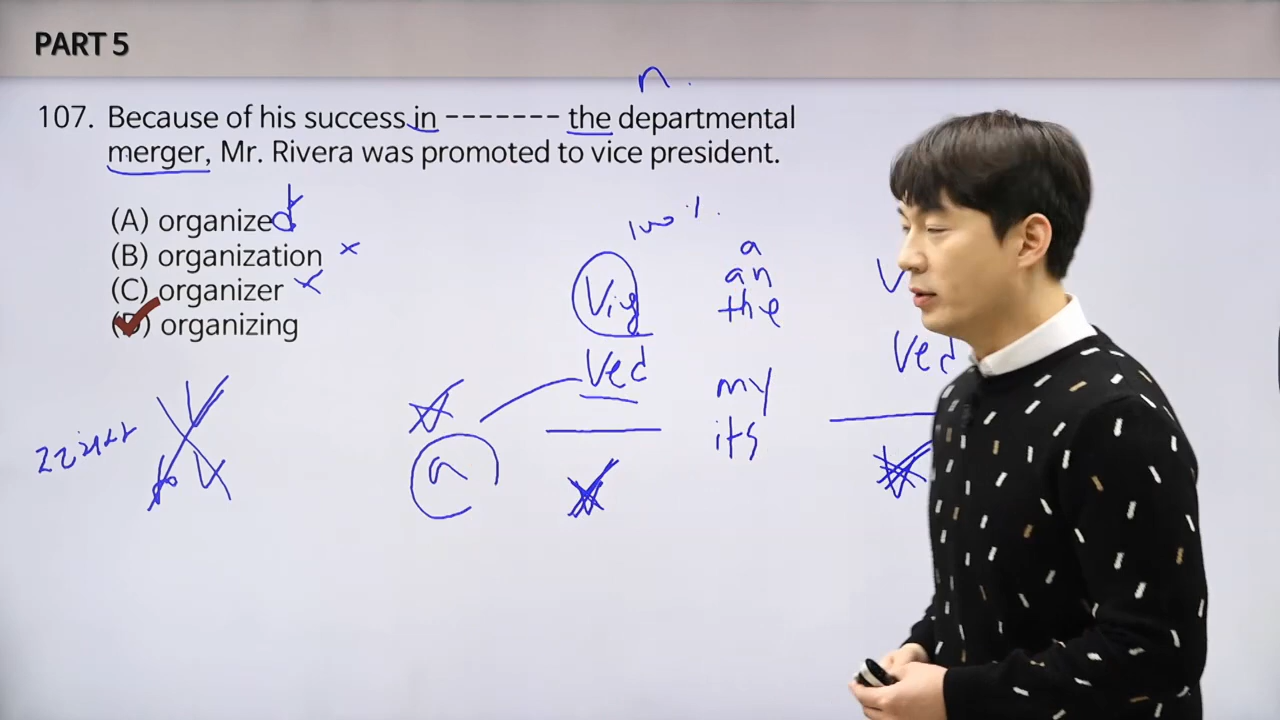 PART 5
n.
107. Because of his success in ------- the departmental
merger, Mr. Rivera was promoted to vice president.
(A) organized
(B) organization ×
(C) organizer ×
(D) organizing
100%.
Ving
Ved
a
an
the
my
its
V
Ved
a